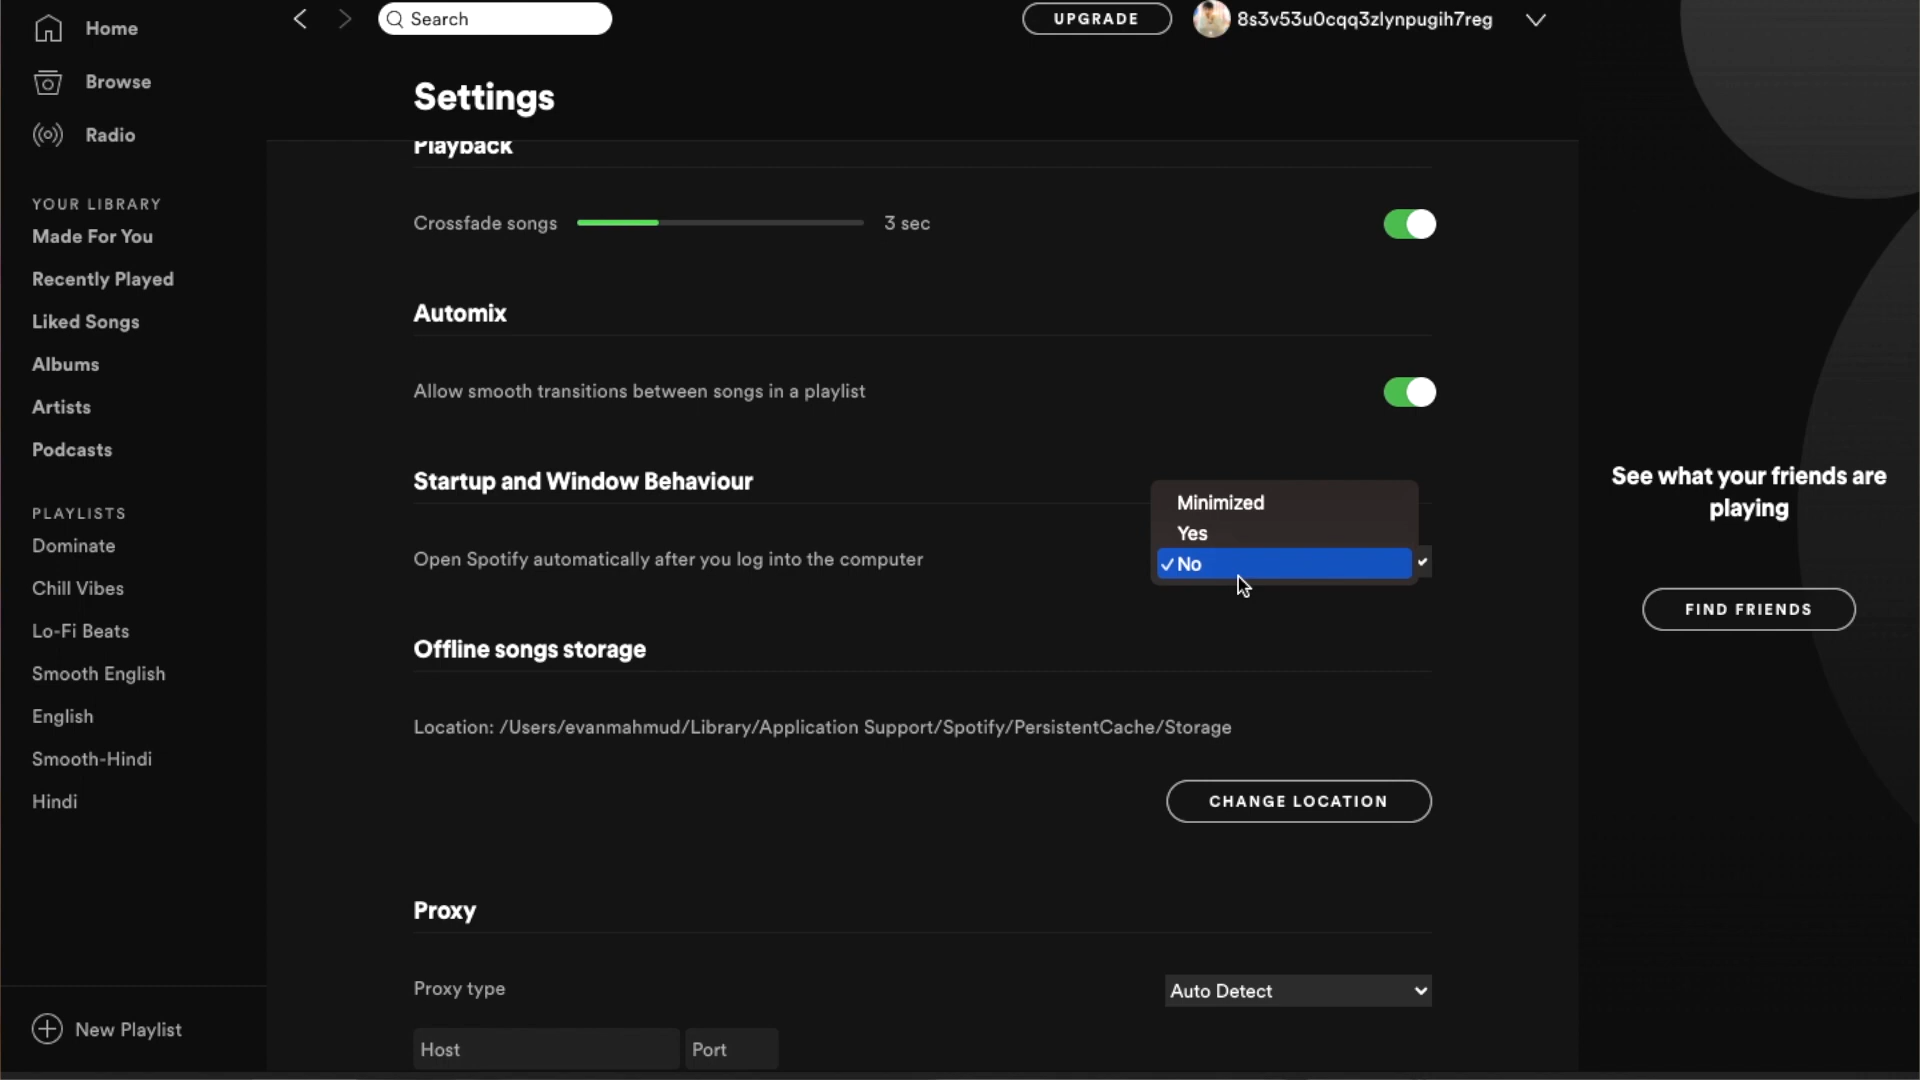 Home
Browse
Radio
YOUR LIBRARY
Made For You
Recently Played
Liked Songs
Albums
Artists
Podcasts
PLAYLISTS
Dominate
Chill Vibes
Lo-Fi Beats
Smooth English
English
Smooth-Hindi
Hindi
New Playlist
Search
UPGRADE
8s3v53u0cqq3zlynpugih7reg
Settings
Playback
Crossfade songs 3 sec
Automix
Allow smooth transitions between songs in a playlist
Startup and Window Behaviour
Open Spotify automatically after you log into the computer
Minimized
Yes
✓ No
Offline songs storage
Location: /Users/evanmahmud/Library/Application Support/Spotify/PersistentCache/Storage
CHANGE LOCATION
Proxy
Proxy type
Auto Detect
Host Port
See what your friends are
playing
FIND FRIENDS